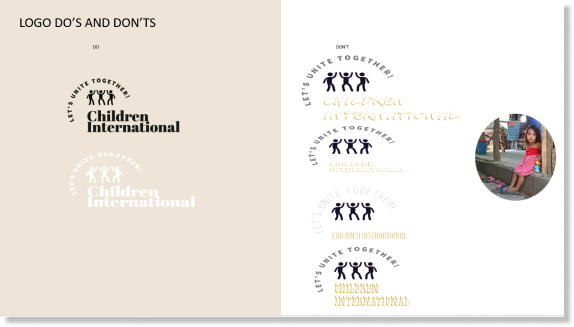 LOGO DO'S AND DON'TS
DO
LET'S UNITE TOGETHER!
Children
International
LET'S UNITE TOGETHER!
Children
International
DON'T
LET'S UNITE TOGETHER!
CHILDREN
INTERNATIONAL
LET'S UNITE TOGETHER!
CHILDREN
INTERNATIONAL
LET'S UNITE TOGETHER!
CHILDREN INTERNATIONAL
LET'S UNITE TOGETHER!
CHILDREN
INTERNATIONAL